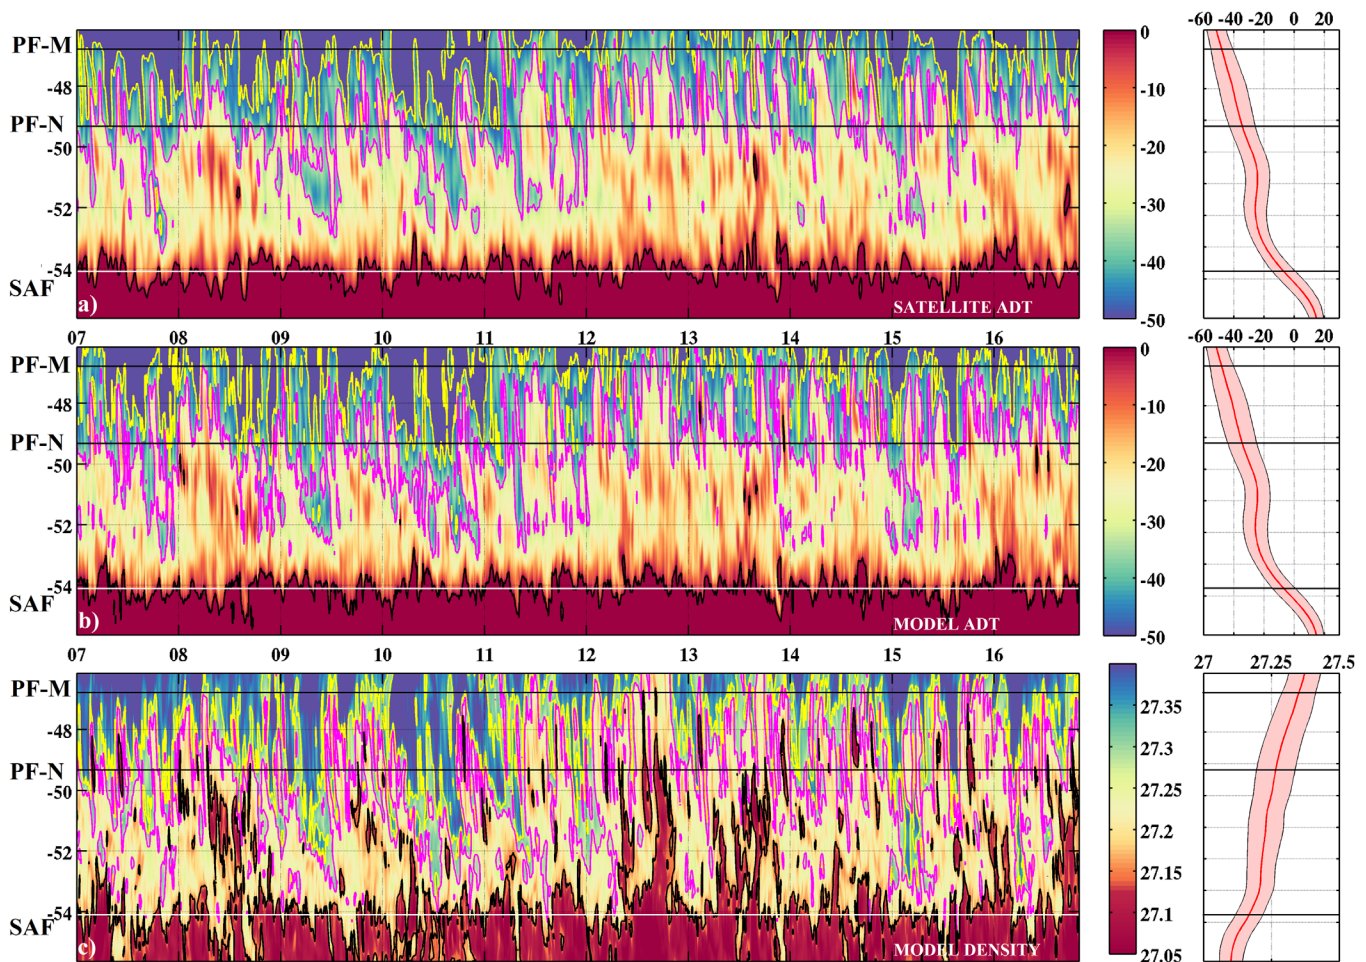 -60 -40 -20 0 20
PF-M
-48
PF-N
-50
-52
-54
SAF
a)
SATELLITE ADT
0
-10
-20
-30
-40
-50
07 08 09 10 11 12 13 14 15 16
-60 -40 -20 0 20
PF-M
-48
PF-N
-50
-52
-54
SAF
b)
MODEL ADT
0
-10
-20
-30
-40
-50
07 08 09 10 11 12 13 14 15 16
27 27.25 27.5
PF-M
-48
PF-N
-50
-52
-54
SAF
c)
MODEL DENSITY
27.35
27.3
27.25
27.2
27.15
27.1
27.05